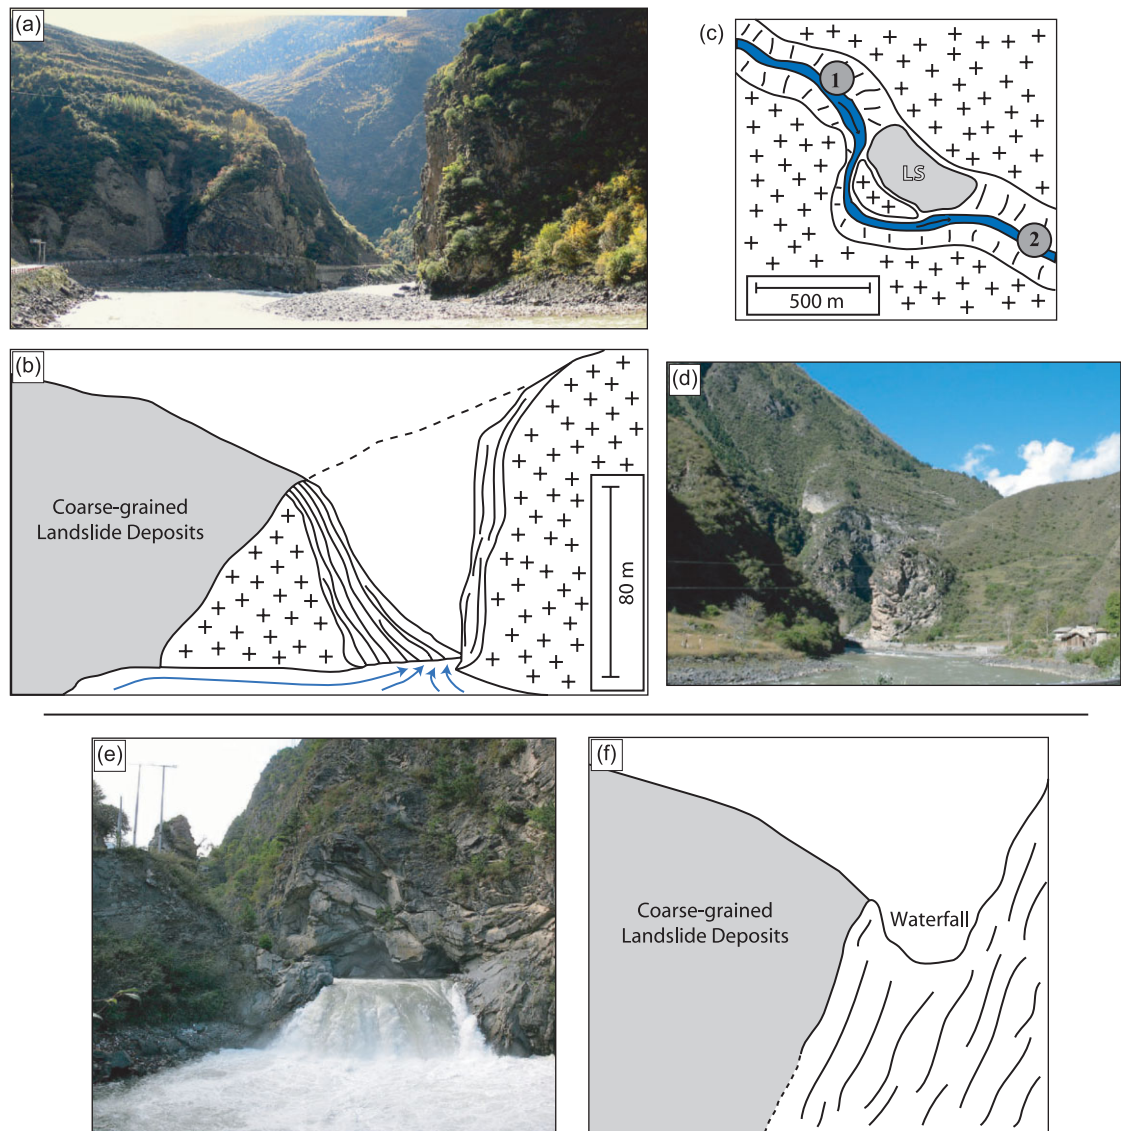 (a)
(c)
1
LS
2
500 m
(b)
Coarse-grained
Landslide Deposits
80 m
(d)
(e)
(f)
Coarse-grained
Landslide Deposits
Waterfall